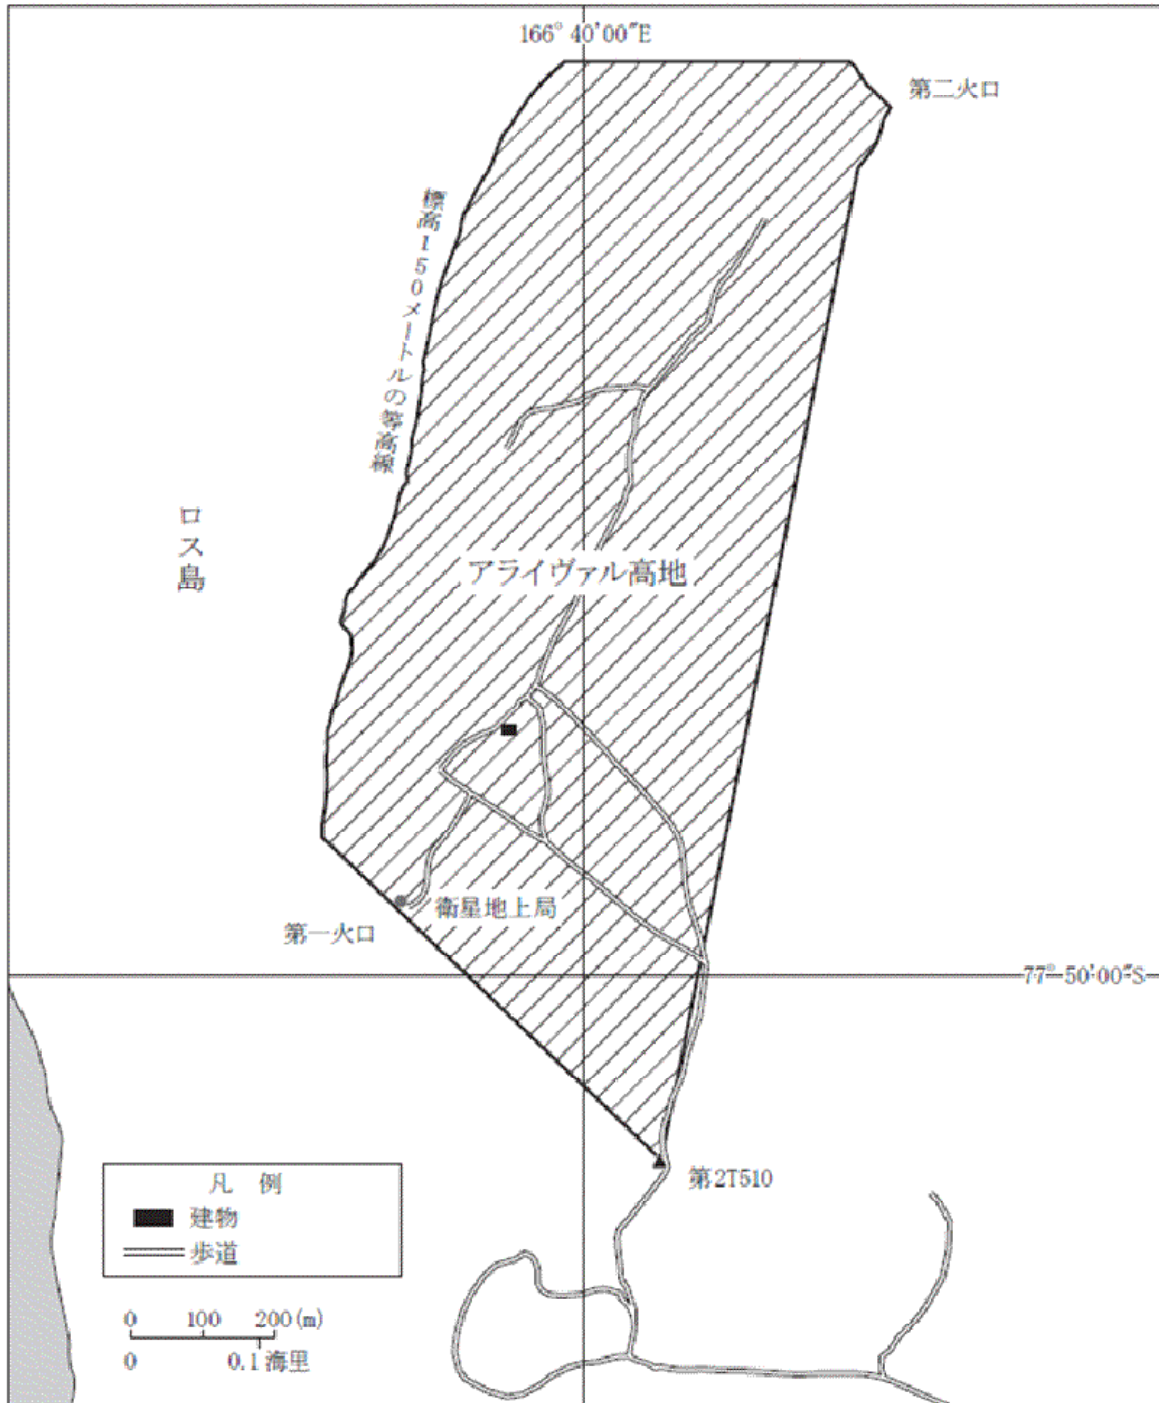 166° 40′00″E
第二火口
標高150メートルの等高線
ロス島
アライヴァル高地
衛星地上局
第一火口
77° 50′00″S
第2T510
凡 例
建物
歩道
0 100 200(m)
0 0.1海里